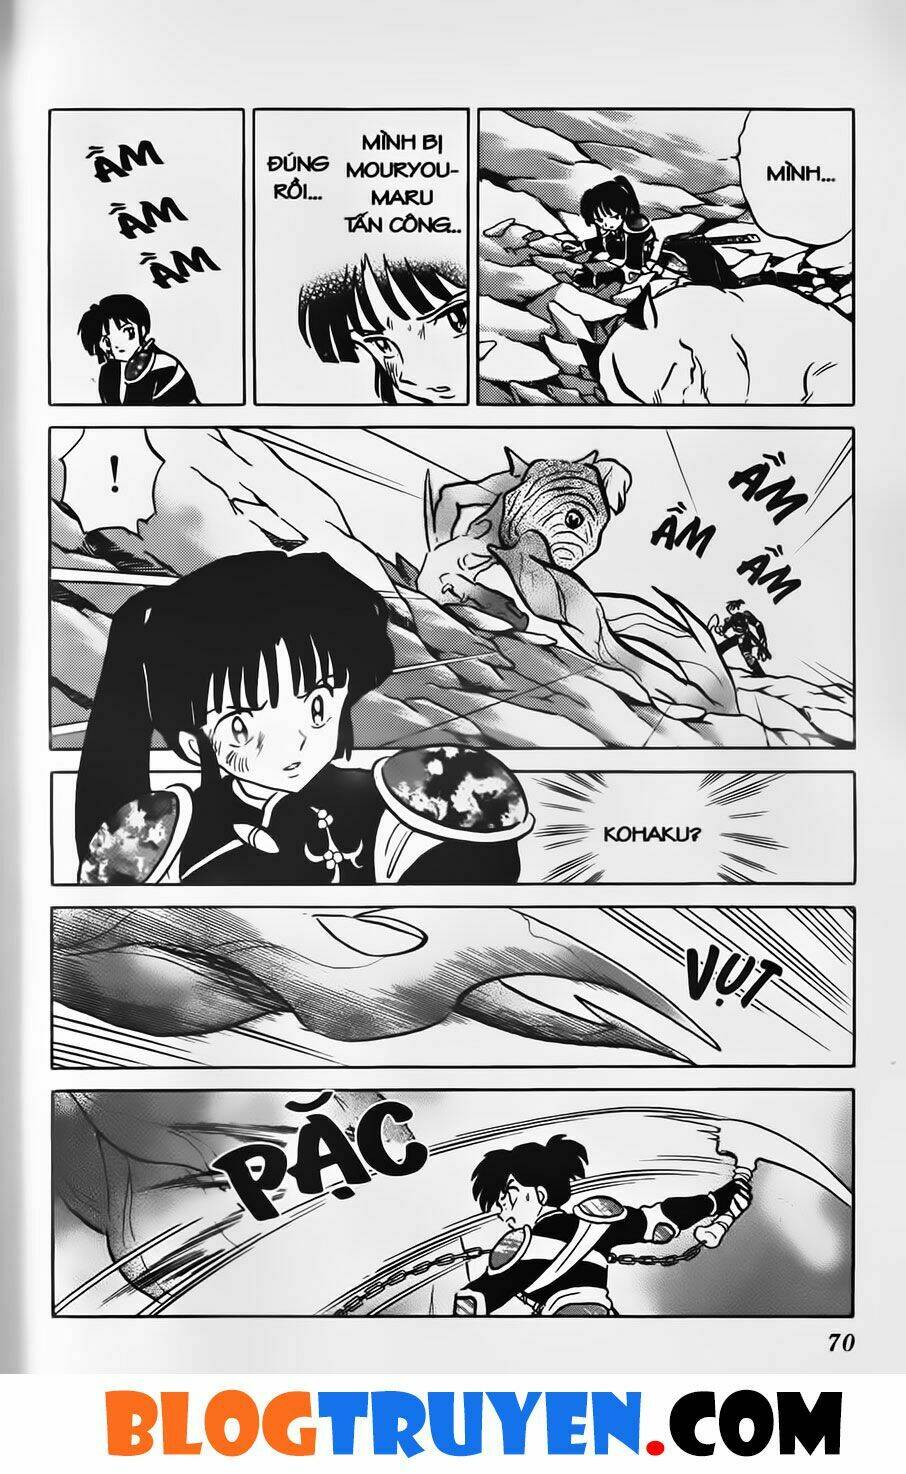 MÌNH...
MÌNH BỊ
MOURYOU-
MARU
TẤN CÔNG...
ĐÚNG
RỒI...
ẦM
ẦM
ẦM
ẦM
ẦM
ẦM
!
KOHAKU?
VỤT
PẶC
70
BLOGTRUYEN.COM